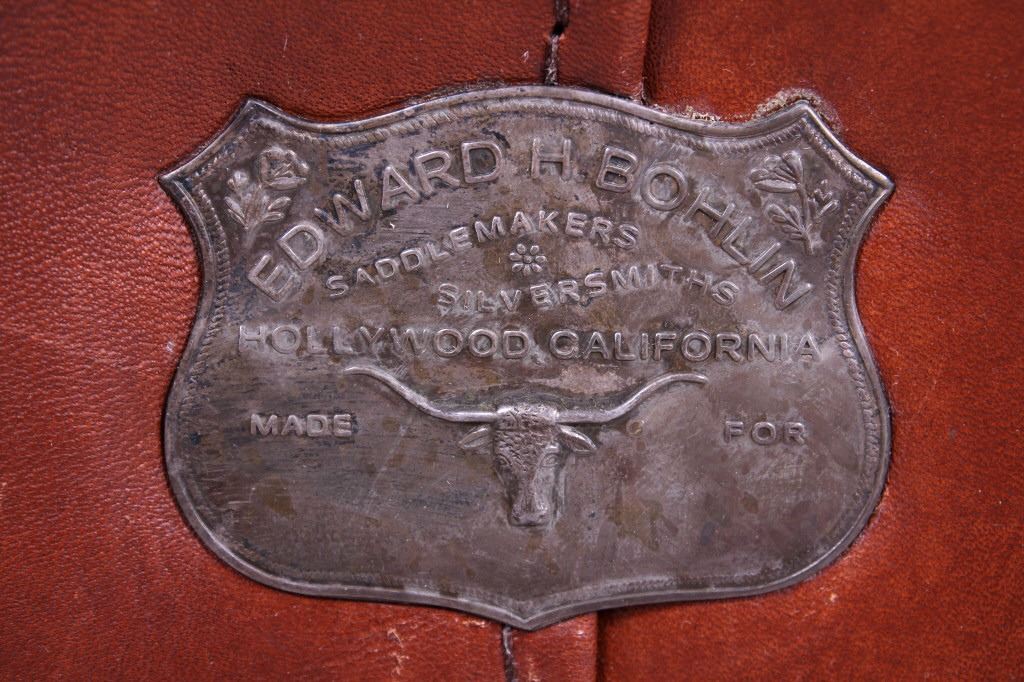 EDWARD H. BOHLIN
SADDLEMAKERS
SILVERSMITHS
HOLLYWOOD, CALIFORNIA
MADE FOR